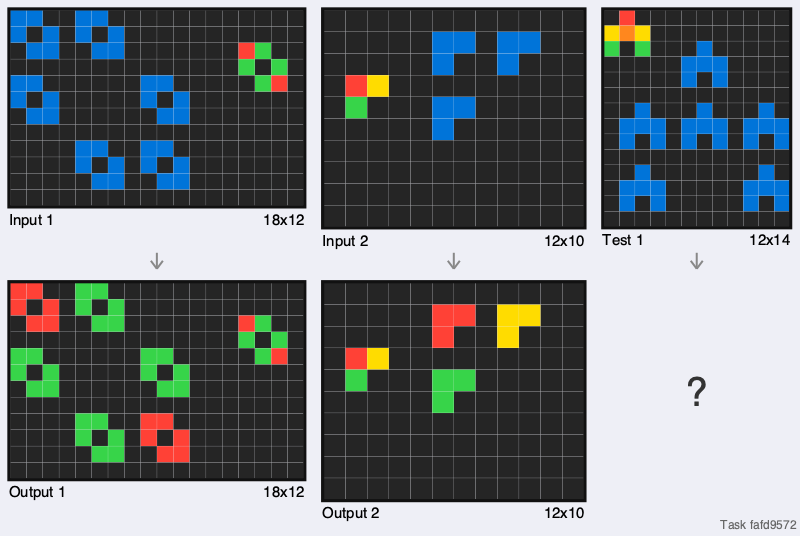 Input 1 18x12
Input 2 12x10
Test 1 12x14
?
Output 1 18x12
Output 2 12x10
Task fafd9572